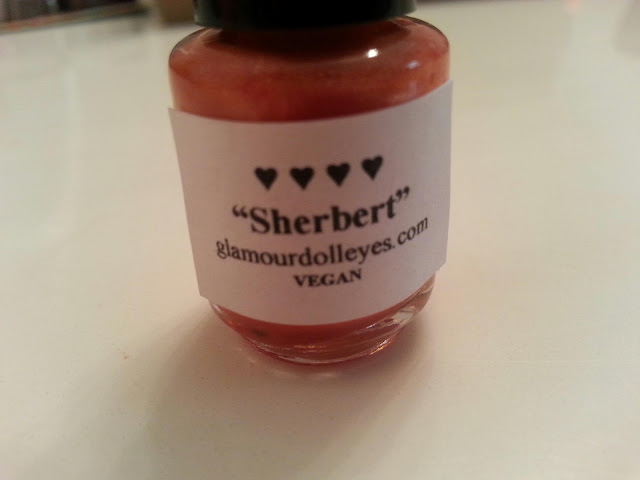 ♥ ♥ ♥ ♥
“Sherbert”
glamourdolleyes.com
VEGAN